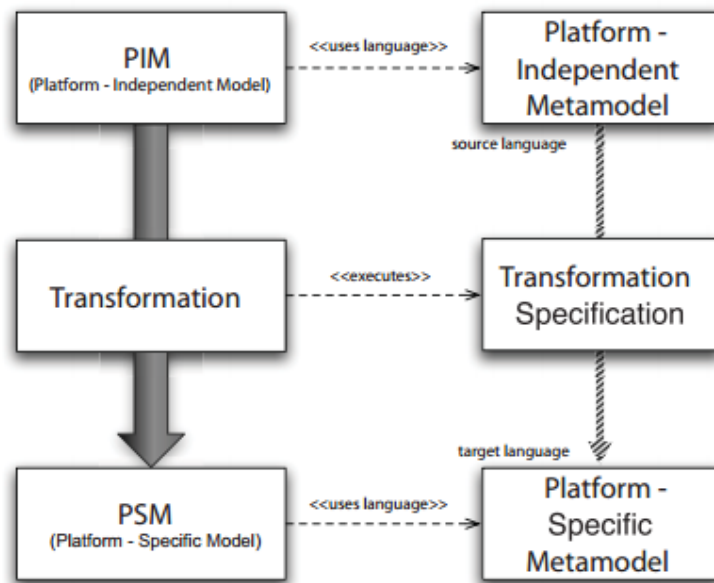 PIM
(Platform - Independent Model)
<<uses language>>
Platform -
Independent
Metamodel
source language
Transformation
<<executes>>
Transformation
Specification
target language
PSM
(Platform - Specific Model)
<<uses language>>
Platform -
Specific
Metamodel